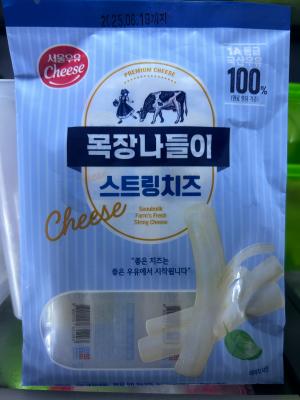 2025.06.19까지
서울우유
Cheese
PREMIUM CHEESE
1A등급
국산우유
100%
목장나들이
스트링치즈
Cheese
Seoulmilk
Farm's Fresh
String Cheese
"좋은 치즈는
좋은 우유에서 시작됩니다"